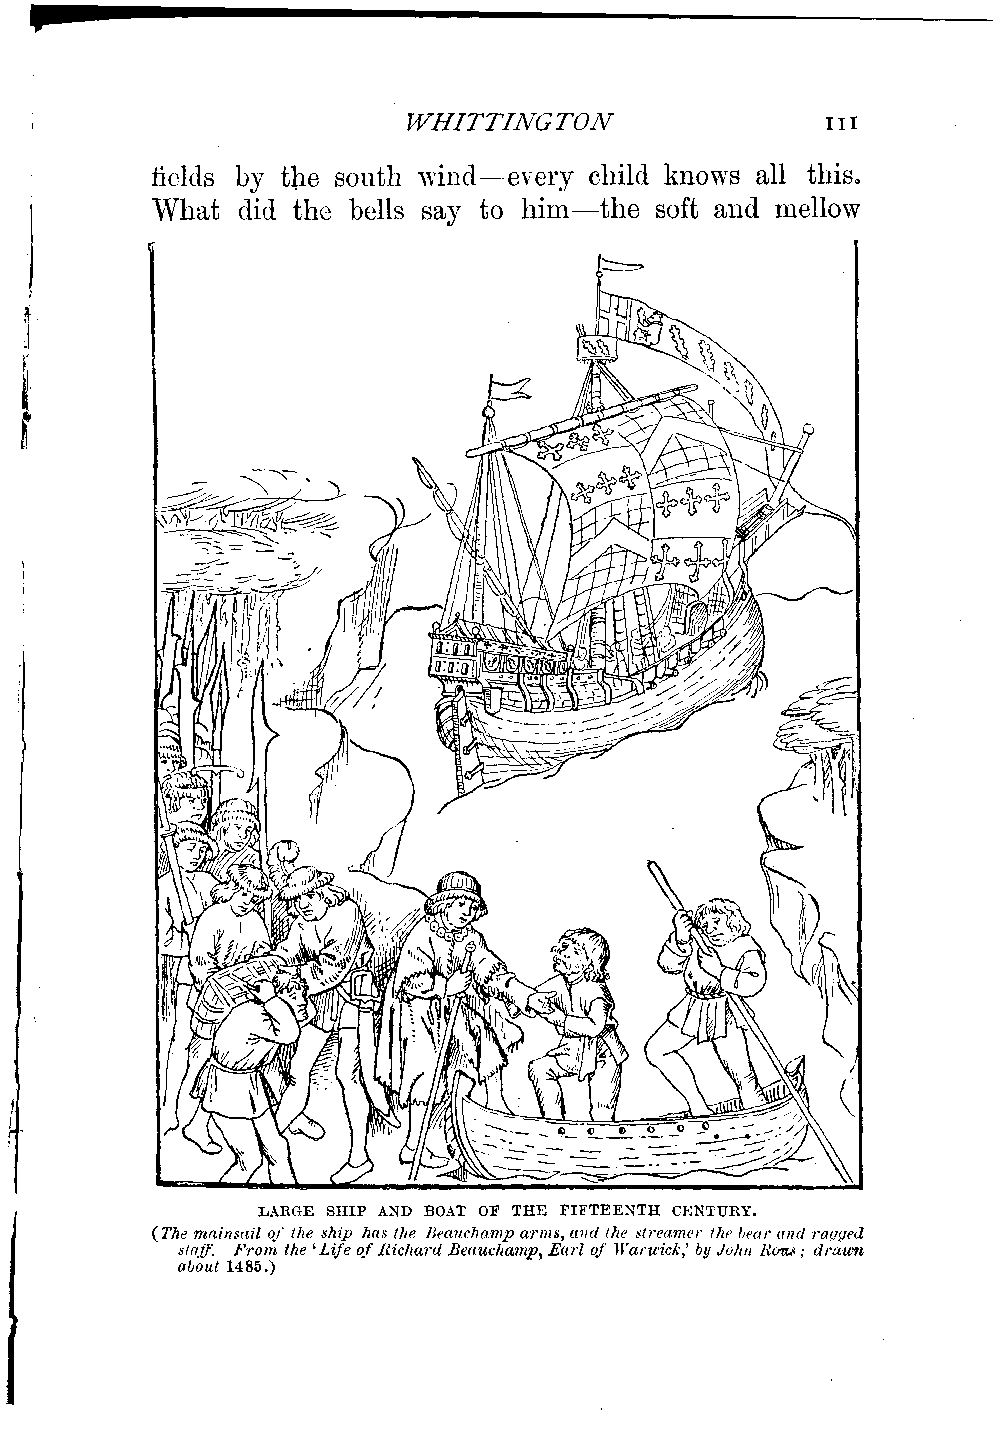 WHITTINGTON 111
fields by the south wind—every child knows all this.
What did the bells say to him—the soft and mellow
LARGE SHIP AND BOAT OF THE FIFTEENTH CENTURY.
(The mainsail of the ship has the Beauchamp arms, and the streamer the bear and ragged
staff. From the ‘Life of Richard Beauchamp, Earl of Warwick,’ by John Rous; drawn
about 1485.)